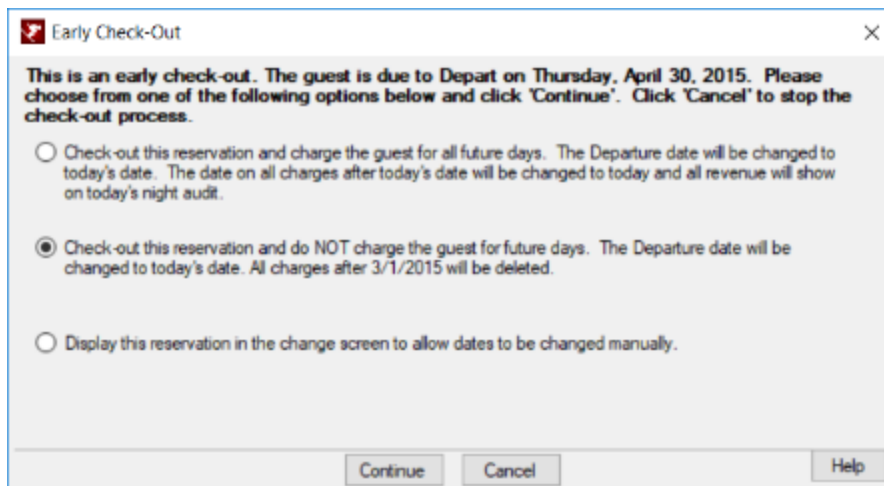 Early Check-Out
This is an early check-out. The guest is due to Depart on Thursday, April 30, 2015. Please
choose from one of the following options below and click 'Continue'. Click 'Cancel' to stop the
check-out process.
Check-out this reservation and charge the guest for all future days. The Departure date will be changed to
today's date. The date on all charges after today's date will be changed to today and all revenue will show
on today's night audit.
Check-out this reservation and do NOT charge the guest for future days. The Departure date will be
changed to today's date. All charges after 3/1/2015 will be deleted.
Display this reservation in the change screen to allow dates to be changed manually.
Continue Cancel Help